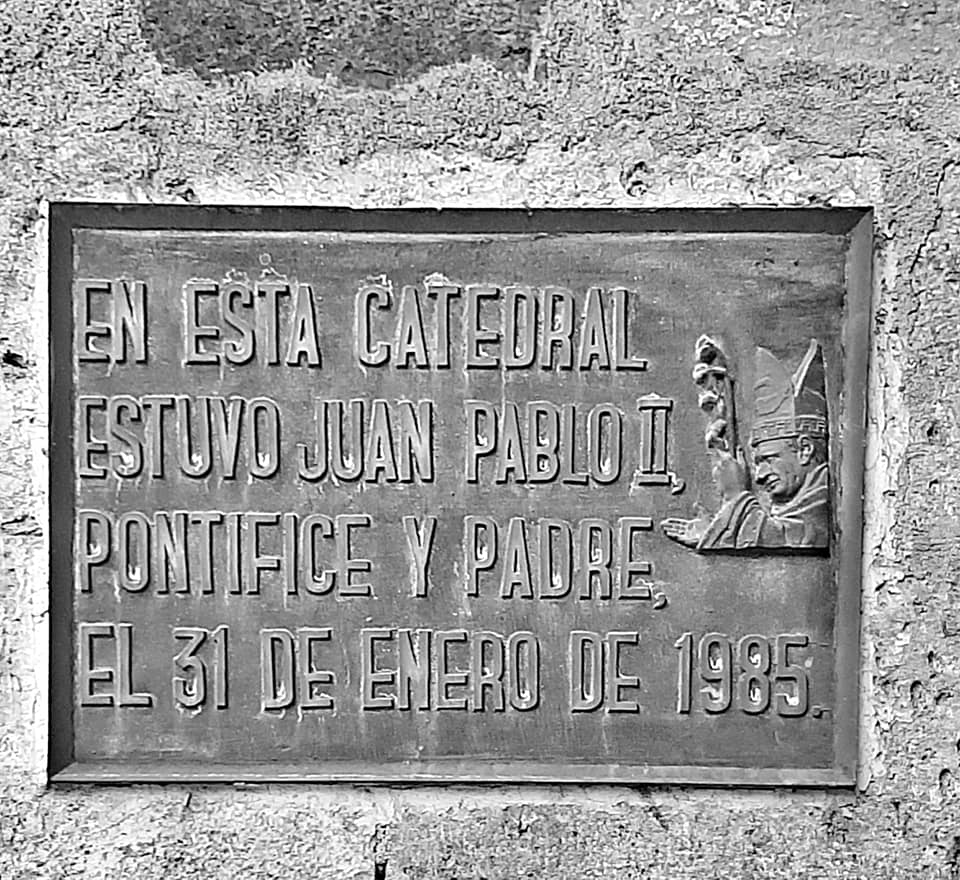 EN ESTA CATEDRAL
ESTUVO JUAN PABLO II,
PONTIFICE Y PADRE,
EL 31 DE ENERO DE 1985.